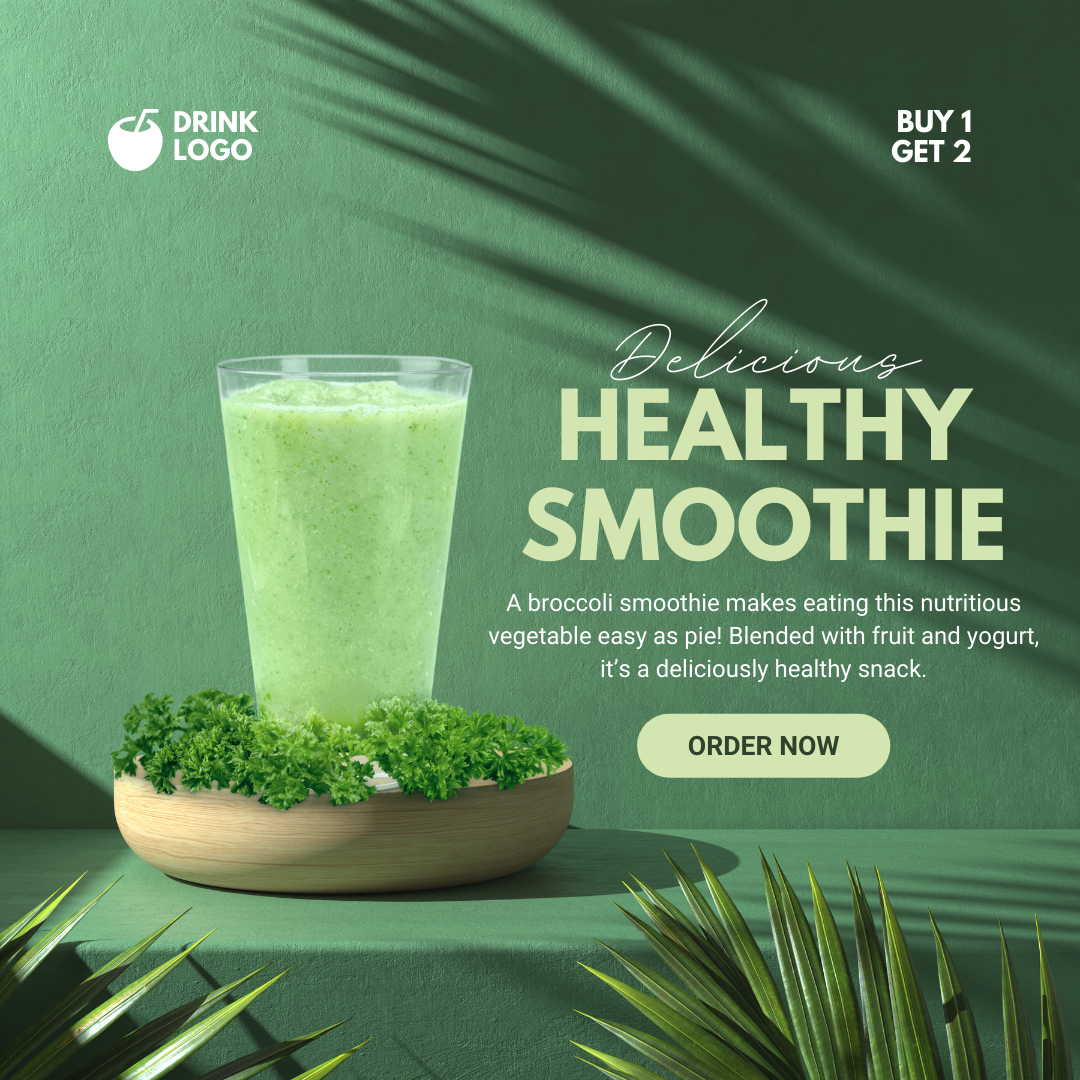 DRINK
LOGO
BUY 1
GET 2
Delicious
HEALTHY
SMOOTHIE
A broccoli smoothie makes eating this nutritious
vegetable easy as pie! Blended with fruit and yogurt,
it’s a deliciously healthy snack.
ORDER NOW